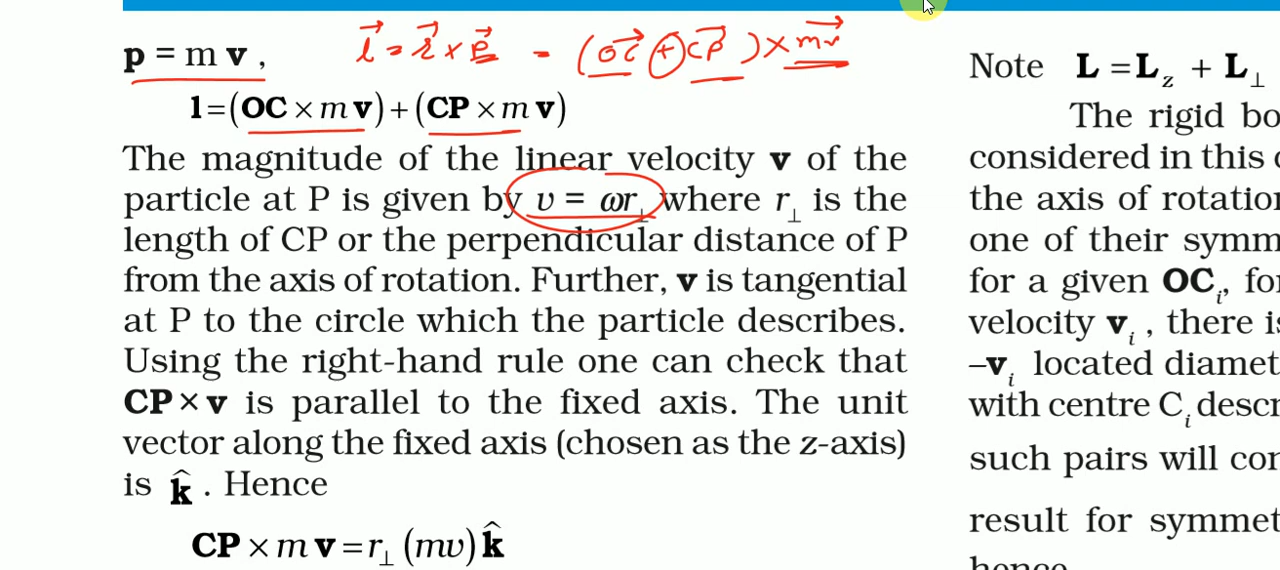 p = m v ,
l⃗ = r⃗ × p⃗ = (OC⃗ + CP⃗) × mv⃗
l = (OC × m v) + (CP × m v)
The magnitude of the linear velocity v of the
particle at P is given by v = ωr⊥ where r⊥ is the
length of CP or the perpendicular distance of P
from the axis of rotation. Further, v is tangential
at P to the circle which the particle describes.
Using the right-hand rule one can check that
CP × v is parallel to the fixed axis. The unit
vector along the fixed axis (chosen as the z-axis)
is k̂ . Hence
CP × m v = r⊥ (mv) k̂
Note L = Lz + L⊥
The rigid bo
considered in this c
the axis of rotation
one of their symm
for a given OCi, for
velocity vi , there is
–vi located diamet
with centre Ci descr
such pairs will con
result for symmet
hence